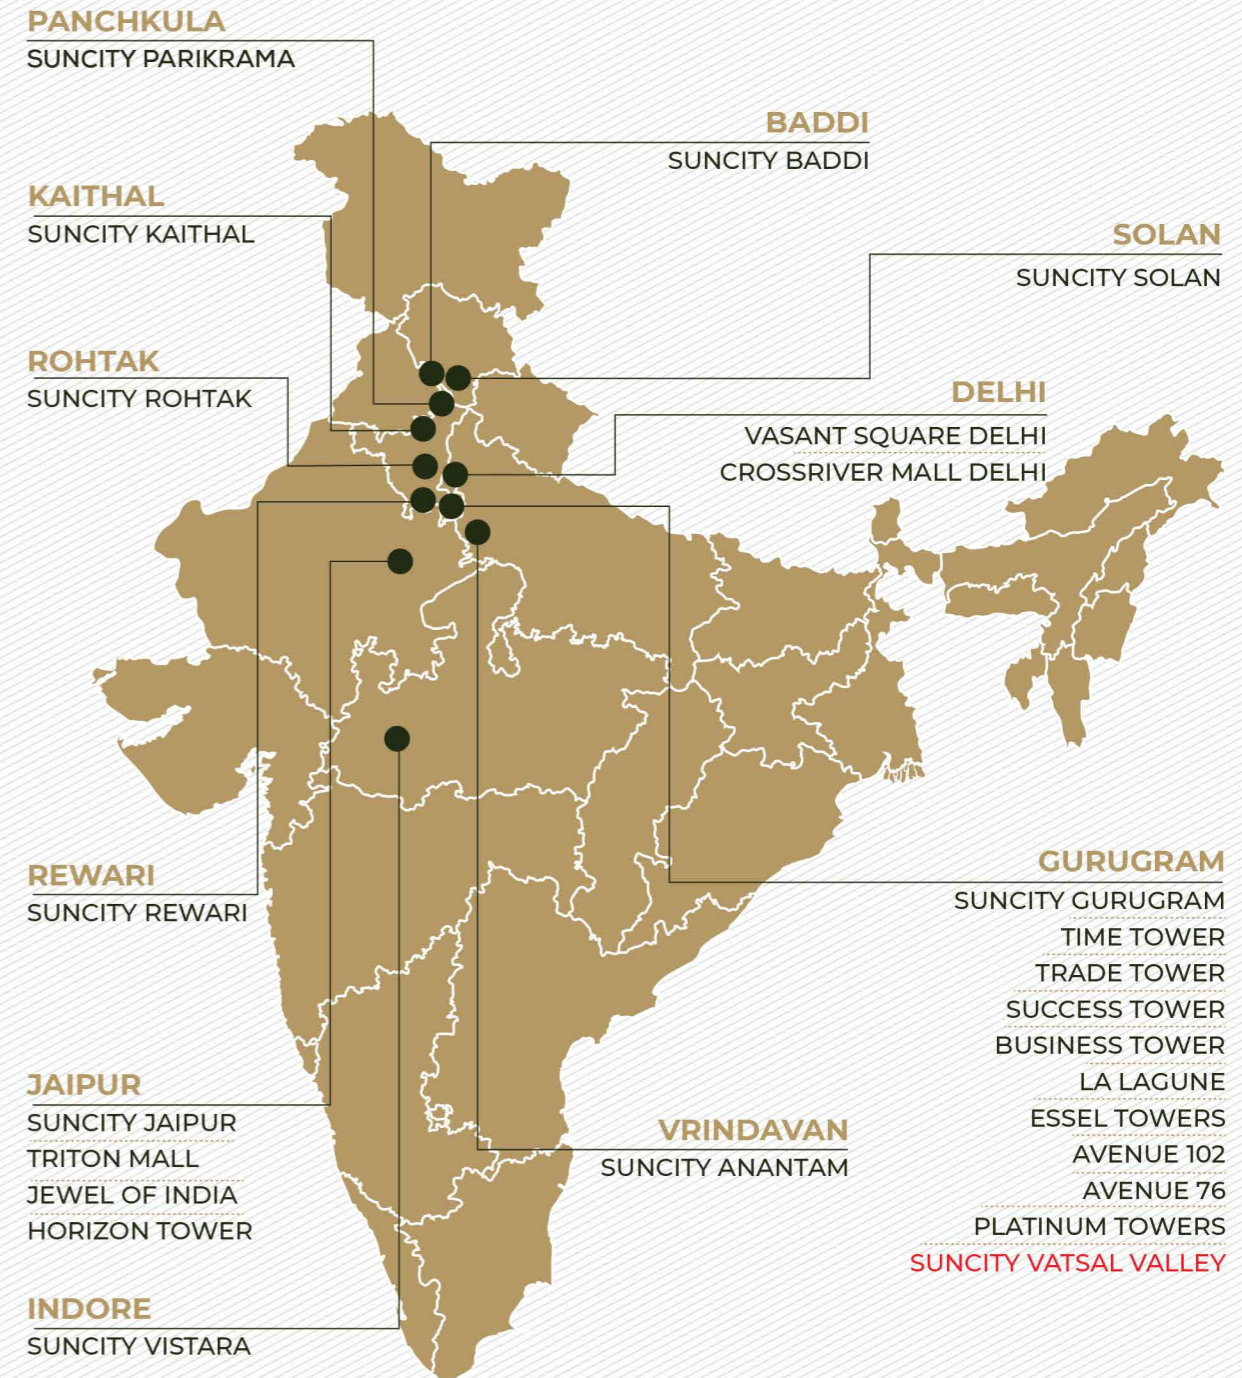 PANCHKULA
SUNCITY PARIKRAMA
BADDI
SUNCITY BADDI
KAITHAL
SUNCITY KAITHAL
SOLAN
SUNCITY SOLAN
ROHTAK
SUNCITY ROHTAK
DELHI
VASANT SQUARE DELHI
CROSSRIVER MALL DELHI
REWARI
SUNCITY REWARI
GURUGRAM
SUNCITY GURUGRAM
TIME TOWER
TRADE TOWER
SUCCESS TOWER
BUSINESS TOWER
LA LAGUNE
ESSEL TOWERS
AVENUE 102
AVENUE 76
PLATINUM TOWERS
SUNCITY VATSAL VALLEY
JAIPUR
SUNCITY JAIPUR
TRITON MALL
JEWEL OF INDIA
HORIZON TOWER
VRINDAVAN
SUNCITY ANANTAM
INDORE
SUNCITY VISTARA